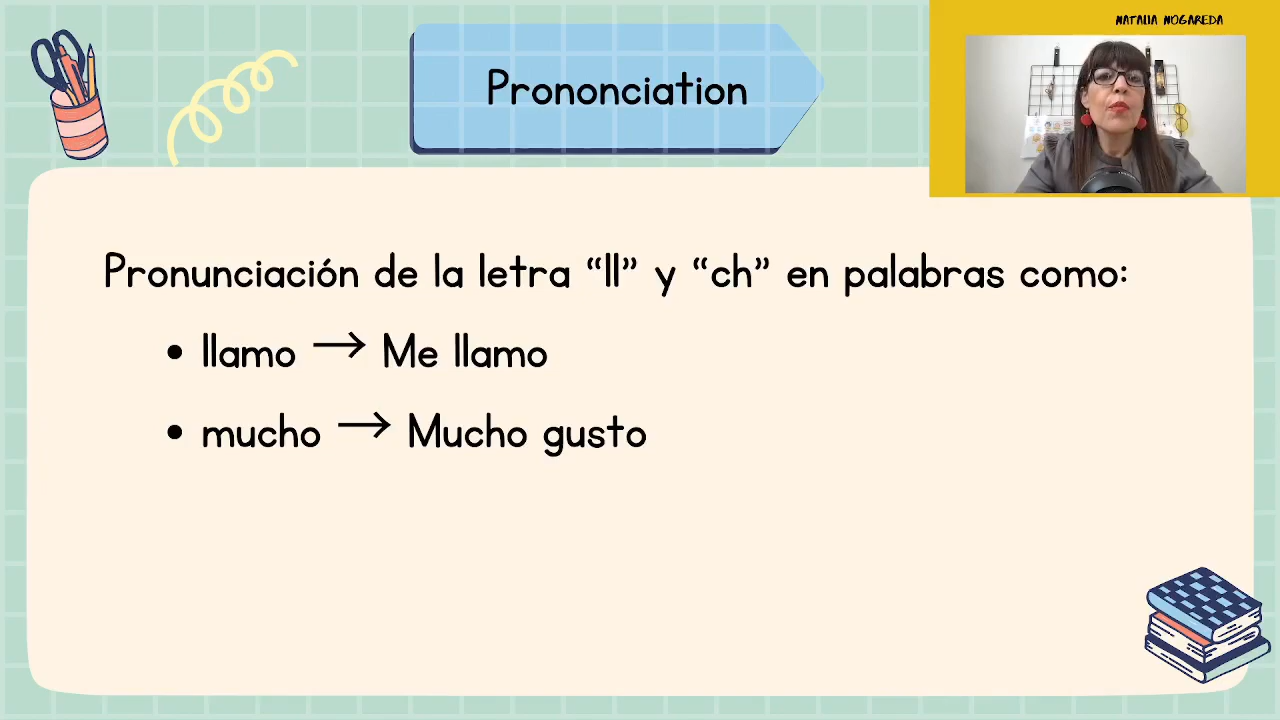 NATALIA NOGAREDA
Prononciation
Pronunciación de la letra “ll” y “ch” en palabras como:
• llamo → Me llamo
• mucho → Mucho gusto